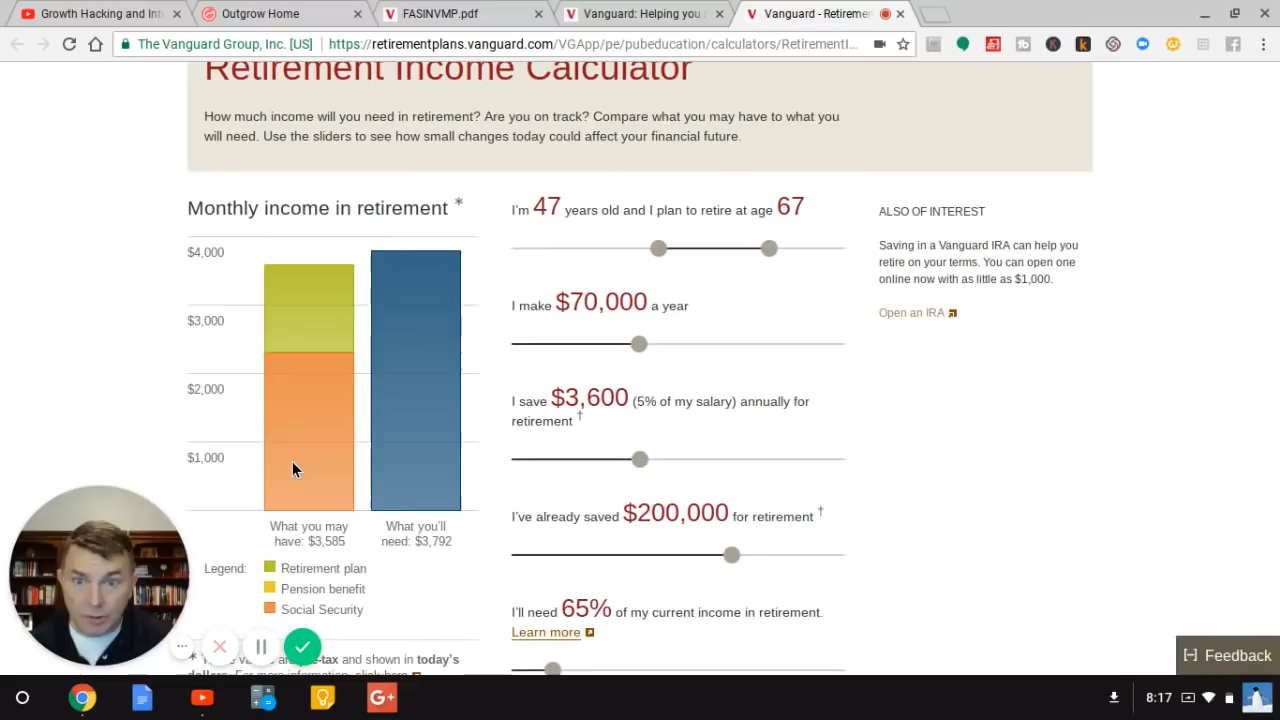 Growth Hacking and Int
Outgrow Home
FASINVMP.pdf
Vanguard: Helping you
Vanguard - Retiremen
The Vanguard Group, Inc. [US]
https://retirementplans.vanguard.com/VGApp/pe/pubeducation/calculators/RetirementI...
Retirement Income Calculator
How much income will you need in retirement? Are you on track? Compare what you may have to what you
will need. Use the sliders to see how small changes today could affect your financial future.
Monthly income in retirement *
$4,000
$3,000
$2,000
$1,000
What you may
have: $3,585
What you'll
need: $3,792
Legend:
Retirement plan
Pension benefit
Social Security
I'm 47 years old and I plan to retire at age 67
I make $70,000 a year
I save $3,600 (5% of my salary) annually for
retirement †
I've already saved $200,000 for retirement †
I'll need 65% of my current income in retirement.
Learn more
ALSO OF INTEREST
Saving in a Vanguard IRA can help you
retire on your terms. You can open one
online now with as little as $1,000.
Open an IRA
and shown in today's
Feedback
8:17